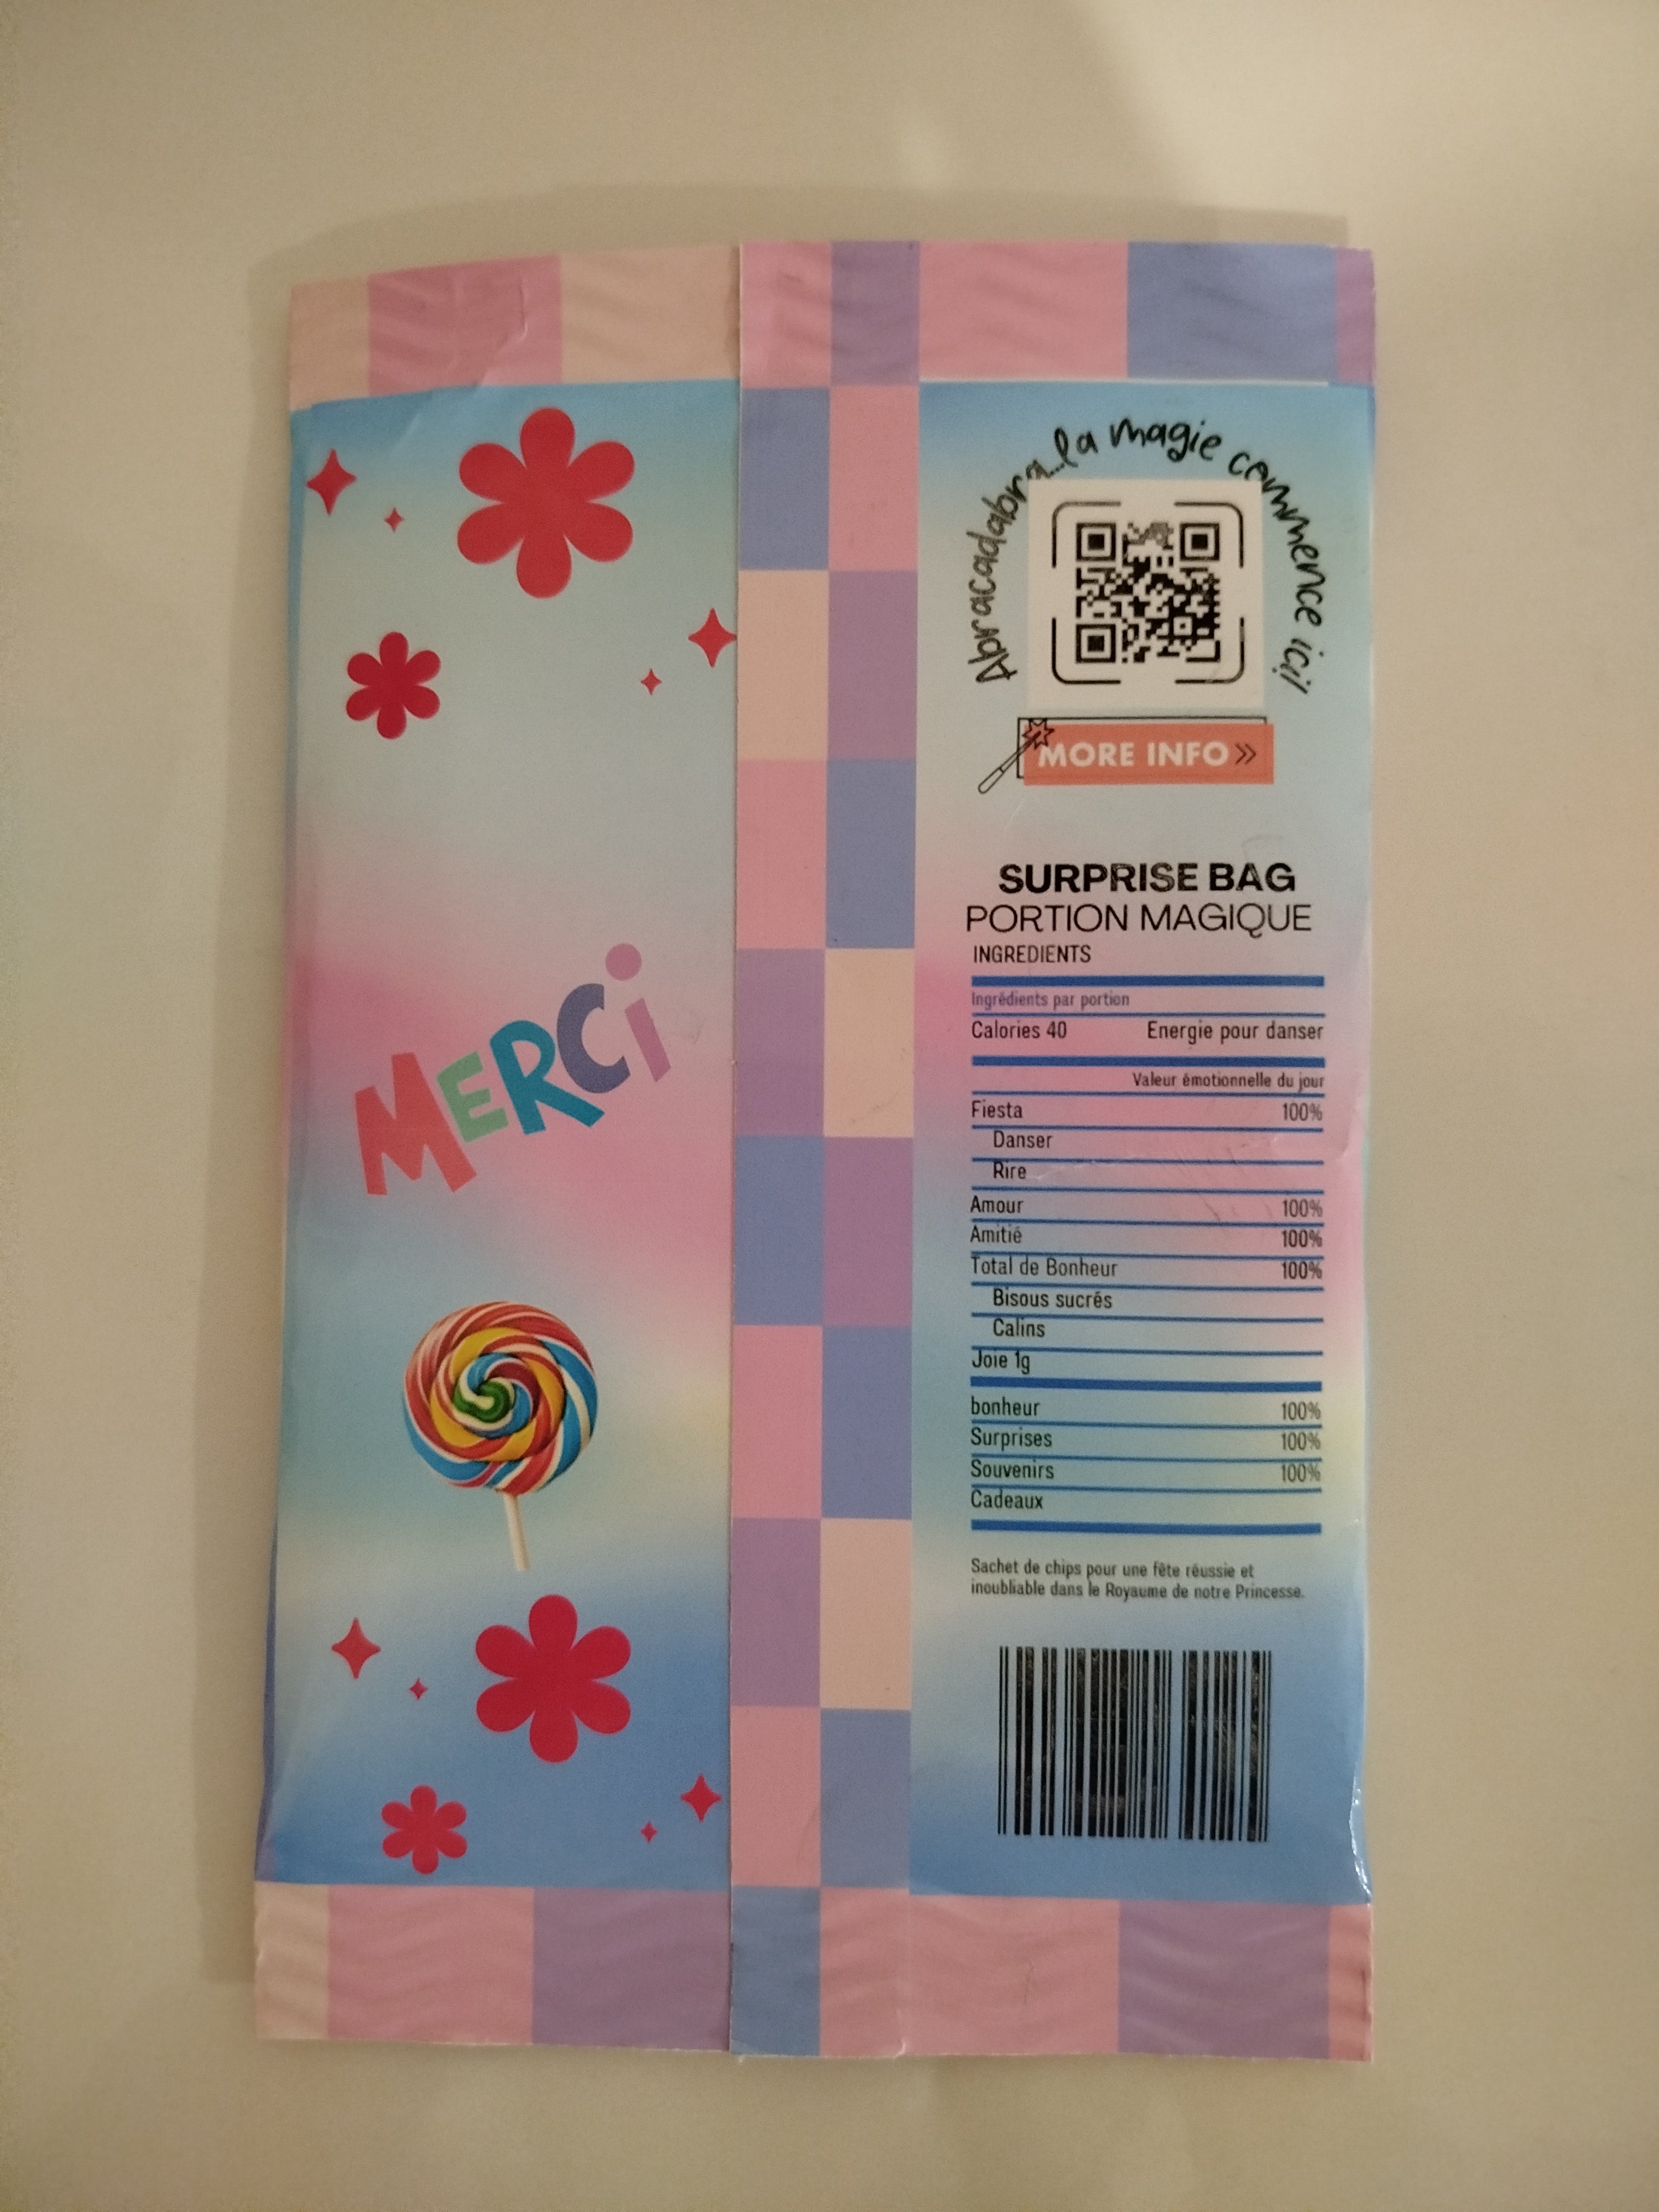 MERCi
Abracadabra...la magie commence ici!
MORE INFO »
SURPRISE BAG
PORTION MAGIQUE
INGREDIENTS
Ingrédients par portion
Calories 40 Energie pour danser
Valeur émotionnelle du jour
Fiesta 100%
Danser
Rire
Amour 100%
Amitié 100%
Total de Bonheur 100%
Bisous sucrés
Calins
Joie 1g
bonheur 100%
Surprises 100%
Souvenirs 100%
Cadeaux
Sachet de chips pour une fête réussie et
inoubliable dans le Royaume de notre Princesse.